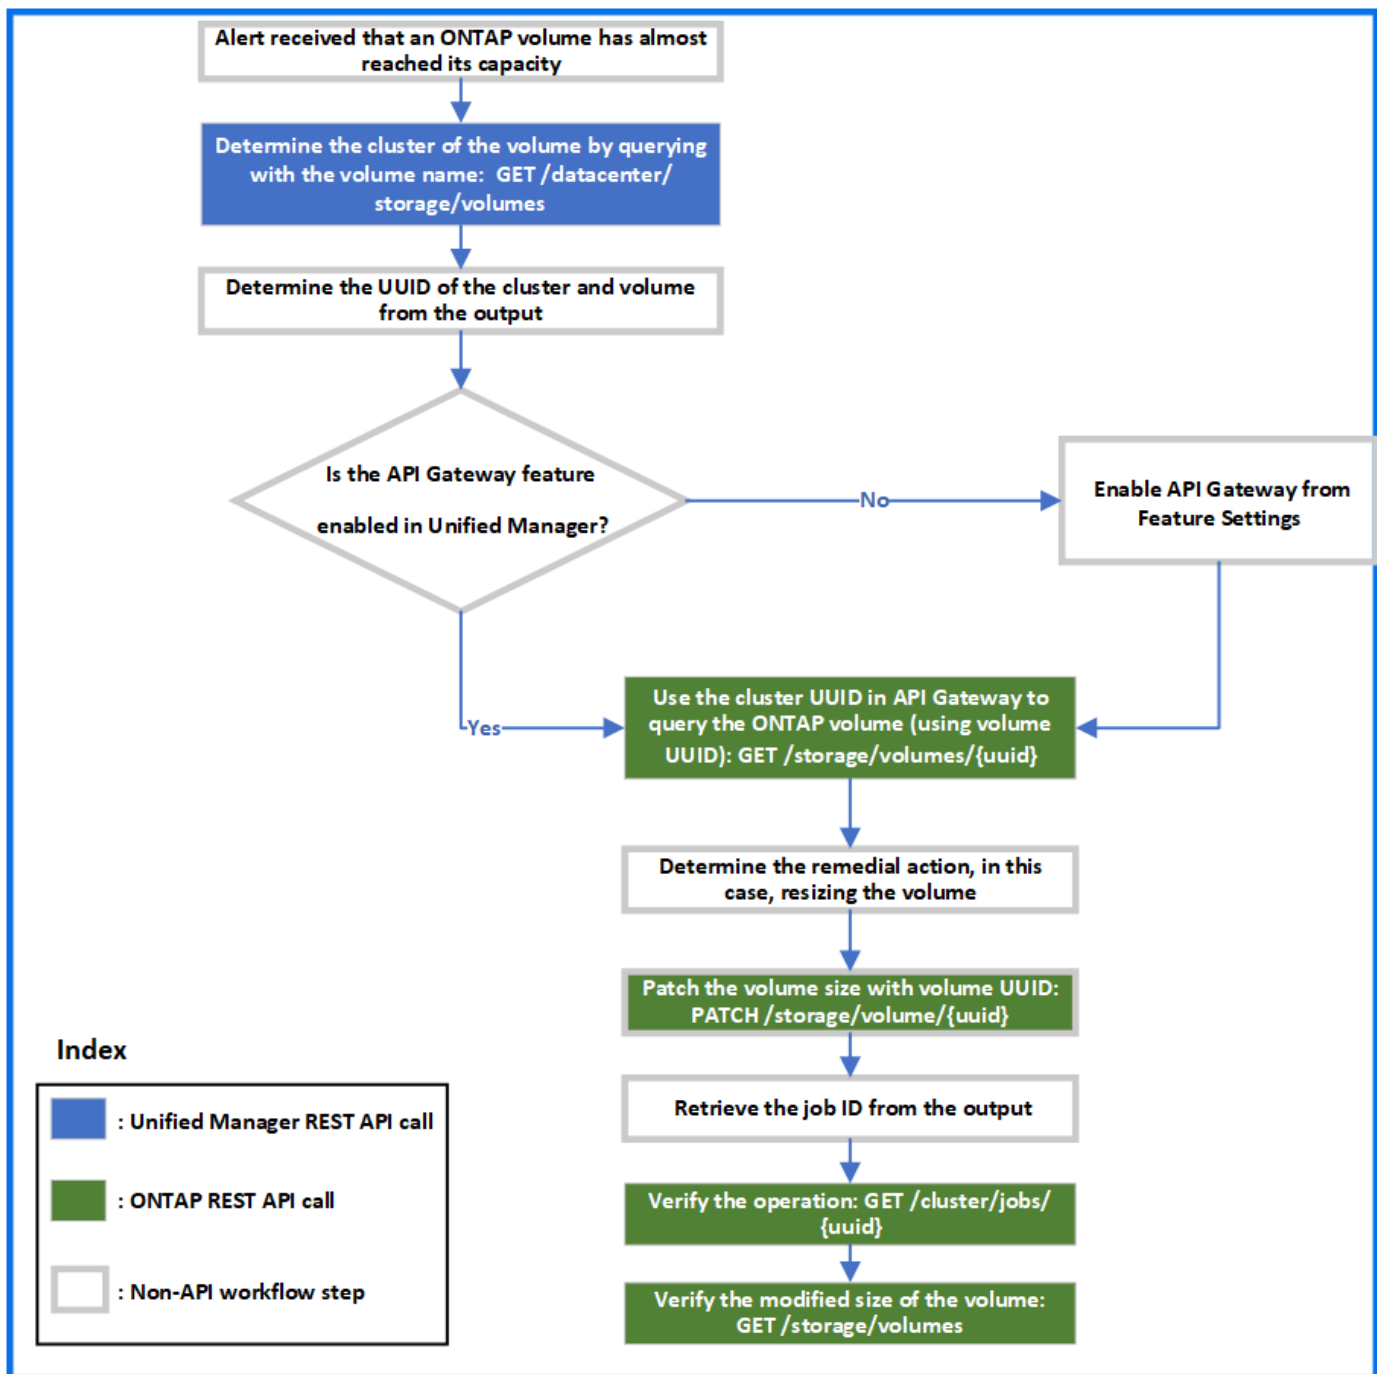 Alert received that an ONTAP volume has almost
reached its capacity
Determine the cluster of the volume by querying
with the volume name: GET /datacenter/
storage/volumes
Determine the UUID of the cluster and volume
from the output
Is the API Gateway feature
enabled in Unified Manager?
No
Enable API Gateway from
Feature Settings
Yes
Use the cluster UUID in API Gateway to
query the ONTAP volume (using volume
UUID): GET /storage/volumes/{uuid}
Determine the remedial action, in this
case, resizing the volume
Patch the volume size with volume UUID:
PATCH /storage/volume/{uuid}
Retrieve the job ID from the output
Verify the operation: GET /cluster/jobs/
{uuid}
Verify the modified size of the volume:
GET /storage/volumes
Index
: Unified Manager REST API call
: ONTAP REST API call
: Non-API workflow step